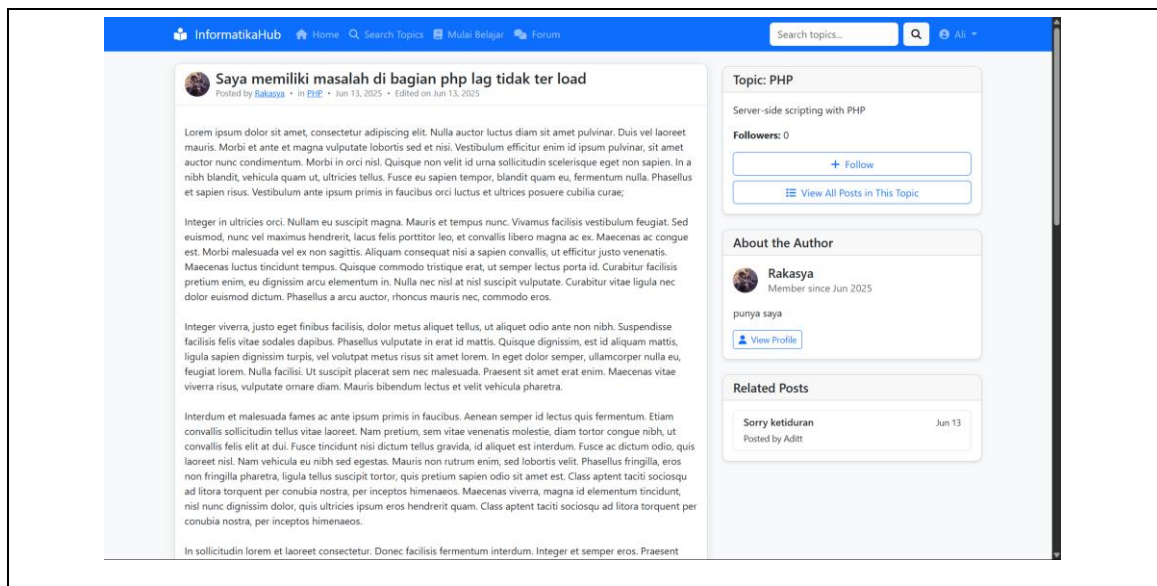 InformatikaHub Home Search Topics Mulai Belajar Forum Search topics... Ali
Saya memiliki masalah di bagian php lag tidak ter load
Posted by Rakasya • in PHP • Jun 13, 2025 • Edited on Jun 13, 2025
Lorem ipsum dolor sit amet, consectetur adipiscing elit. Nulla auctor luctus diam sit amet pulvinar. Duis vel laoreet
mauris. Morbi et ante et magna vulputate lobortis sed et nisi. Vestibulum efficitur enim id ipsum pulvinar, sit amet
auctor nunc condimentum. Morbi in orci nisl. Quisque non velit id urna sollicitudin scelerisque eget non sapien. In a
nibh blandit, vehicula quam ut, ultricies tellus. Fusce eu sapien tempor, blandit quam eu, fermentum nulla. Phasellus
et sapien risus. Vestibulum ante ipsum primis in faucibus orci luctus et ultrices posuere cubilia curae;
Integer in ultricies orci. Nullam eu suscipit magna. Mauris et tempus nunc. Vivamus facilisis vestibulum feugiat. Sed
euismod, nunc vel maximus hendrerit, lacus felis porttitor leo, et convallis libero magna ac ex. Maecenas ac congue
est. Morbi malesuada vel ex non sagittis. Aliquam consequat nisi a sapien convallis, ut efficitur justo venenatis.
Maecenas luctus tincidunt tempus. Quisque commodo tristique erat, ut semper lectus porta id. Curabitur facilisis
pretium enim, eu dignissim arcu elementum in. Nulla nec nisl at nisl suscipit vulputate. Curabitur vitae ligula nec
dolor euismod dictum. Phasellus a arcu auctor, rhoncus mauris nec, commodo eros.
Integer viverra, justo eget finibus facilisis, dolor metus aliquet tellus, ut aliquet odio ante non nibh. Suspendisse
facilisis felis vitae sodales dapibus. Phasellus vulputate in erat id mattis. Quisque dignissim, est id aliquam mattis,
ligula sapien dignissim turpis, vel volutpat metus risus sit amet lorem. In eget dolor semper, ullamcorper nulla eu,
feugiat lorem. Nulla facilisi. Ut suscipit placerat sem nec malesuada. Praesent sit amet erat enim. Maecenas vitae
viverra risus, vulputate ornare diam. Mauris bibendum lectus et velit vehicula pharetra.
Interdum et malesuada fames ac ante ipsum primis in faucibus. Aenean semper id lectus quis fermentum. Etiam
convallis sollicitudin tellus vitae laoreet. Nam pretium, sem vitae venenatis molestie, diam tortor congue nibh, ut
convallis felis elit at dui. Fusce tincidunt nisi dictum tellus gravida, id aliquet est interdum. Fusce ac dictum odio, quis
laoreet nisl. Nam vehicula eu nibh sed egestas. Mauris non rutrum enim, sed lobortis velit. Phasellus fringilla, eros
non fringilla pharetra, ligula tellus suscipit tortor, quis pretium sapien odio sit amet est. Class aptent taciti sociosqu
ad litora torquent per conubia nostra, per inceptos himenaeos. Maecenas viverra, magna id elementum tincidunt,
nisl nunc dignissim dolor, quis ultricies ipsum eros hendrerit quam. Class aptent taciti sociosqu ad litora torquent per
conubia nostra, per inceptos himenaeos.
In sollicitudin lorem et laoreet consectetur. Donec facilisis fermentum interdum. Integer et semper eros. Praesent
Topic: PHP
Server-side scripting with PHP
Followers: 0
+ Follow
View All Posts in This Topic
About the Author
Rakasya
Member since Jun 2025
punya saya
View Profile
Related Posts
Sorry ketiduran Jun 13
Posted by Aditt